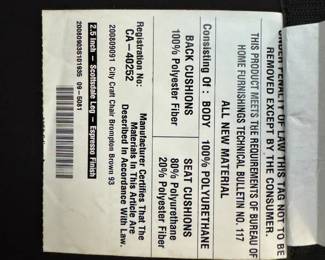 UNDER PENALTY OF LAW THIS TAG NOT TO BE
REMOVED EXCEPT BY THE CONSUMER.
THIS PRODUCT MEETS THE REQUIREMENTS OF BUREAU OF
HOME FURNISHINGS TECHNICAL BULLETIN NO. 117
ALL NEW MATERIAL
Consisting Of: BODY 100% POLYURETHANE
BACK CUSHIONS
100% Polyester Fiber
SEAT CUSHIONS
80% Polyurethane
20% Polyester Fiber
Registration No:
CA - 40252
Manufacturer Certifies That The
Materials In This Article Are
Described In Accordance With Law.
200809091 City Craft Chair Brompton Brown 93
2.5 Inch - Scottsdale Leg - Espresso Finish
20080903S101935 09-5081